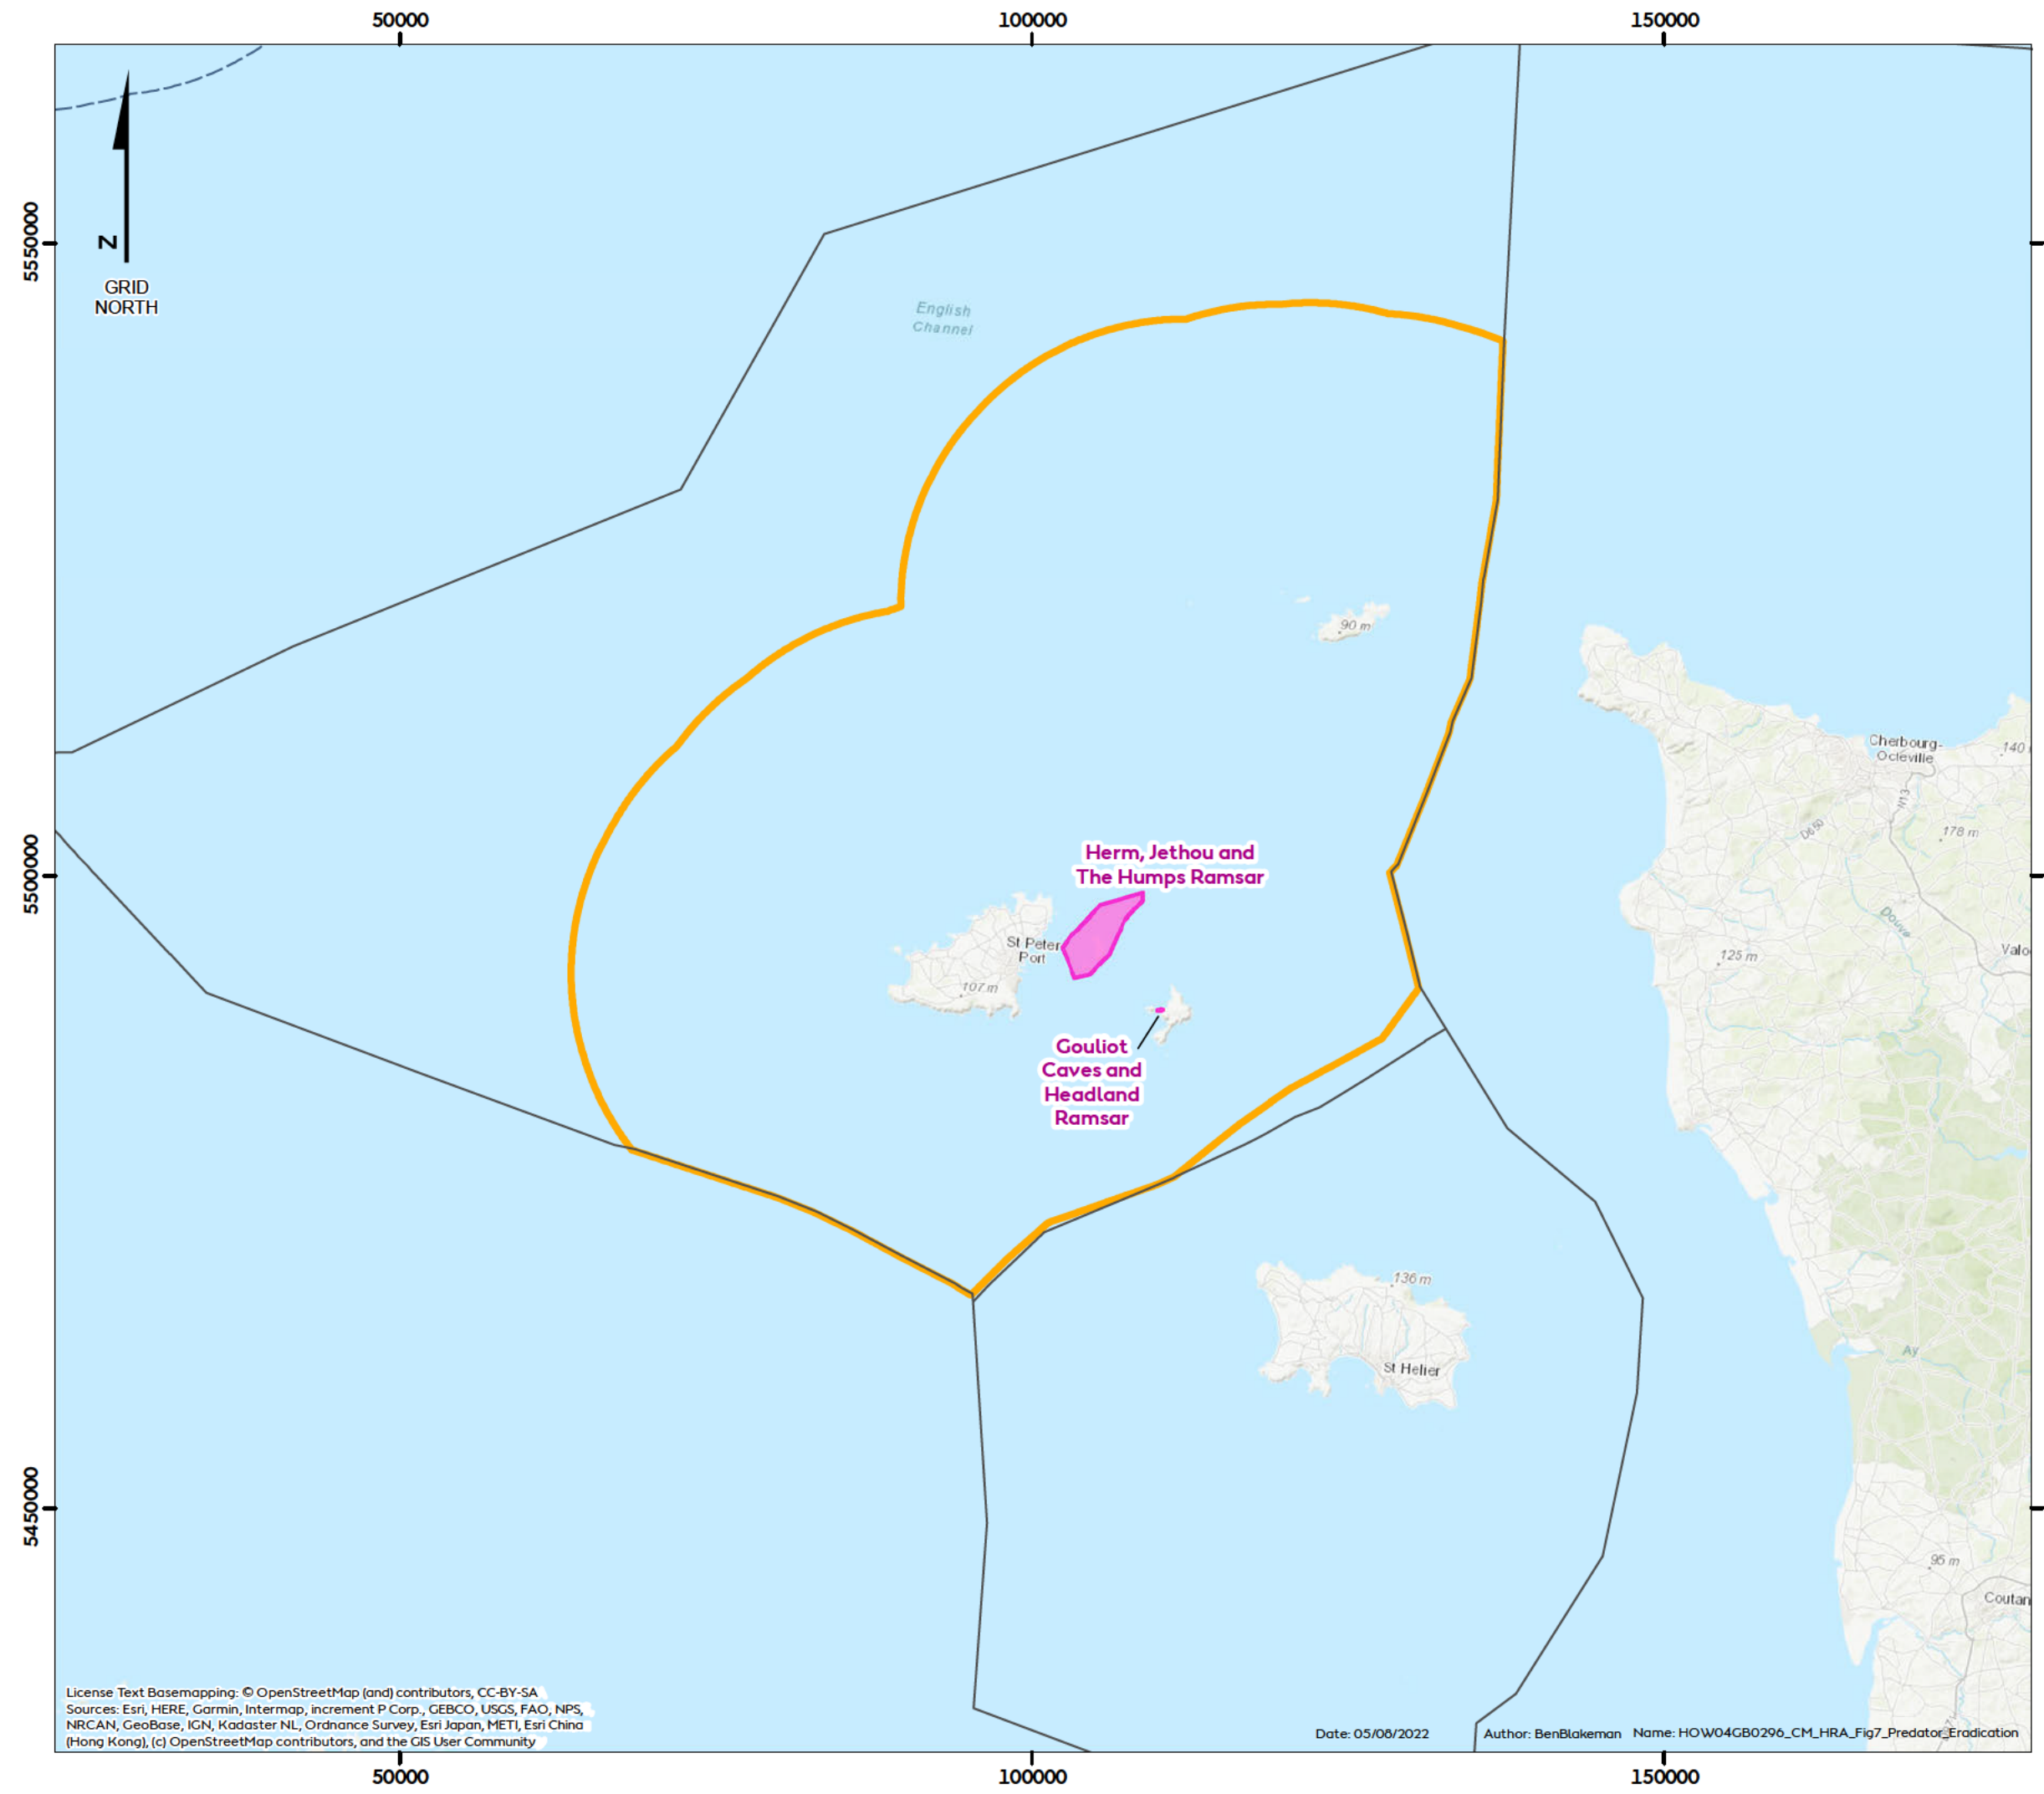 50000
100000
150000
5550000
N
GRID
NORTH
English
Channel
90 m
Cherbourg-
Octeville
140
N13
D650
178 m
Herm, Jethou and
The Humps Ramsar
5500000
Douve
St Peter
Port
125 m
Valo
107 m
Gouliot
Caves and
Headland
Ramsar
136 m
St Helier
Ay
5450000
95 m
Coutan
License Text Basemapping: © OpenStreetMap (and) contributors, CC-BY-SA
Sources: Esri, HERE, Garmin, Intermap, increment P Corp., GEBCO, USGS, FAO, NPS,
NRCAN, GeoBase, IGN, Kadaster NL, Ordnance Survey, Esri Japan, METI, Esri China
(Hong Kong), (c) OpenStreetMap contributors, and the GIS User Community
Date: 05/08/2022 Author: BenBlakeman Name: HOW04GB0296_CM_HRA_Fig7_Predator_Eradication
50000
100000
150000